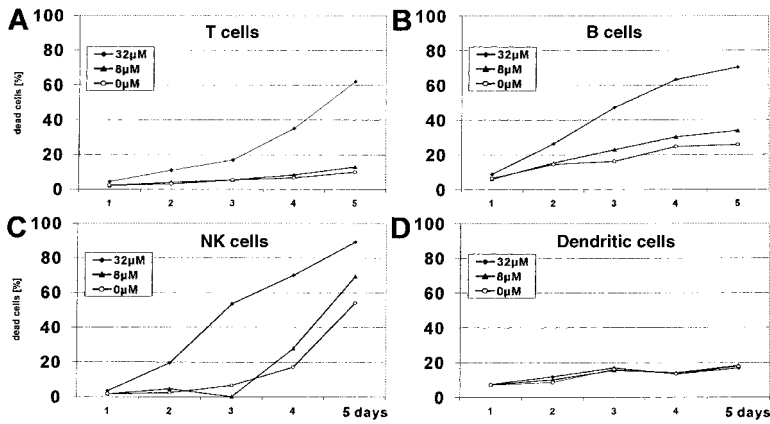 A
T cells
100
80
60
40
20
0
dead cells [%]
32µM
8µM
0µM
1 2 3 4 5
B
B cells
100
80
60
40
20
0
32µM
8µM
0µM
1 2 3 4 5
C
NK cells
100
80
60
40
20
0
dead cells [%]
32µM
8µM
0µM
1 2 3 4 5 days
D
Dendritic cells
100
80
60
40
20
0
32µM
8µM
0µM
1 2 3 4 5 days